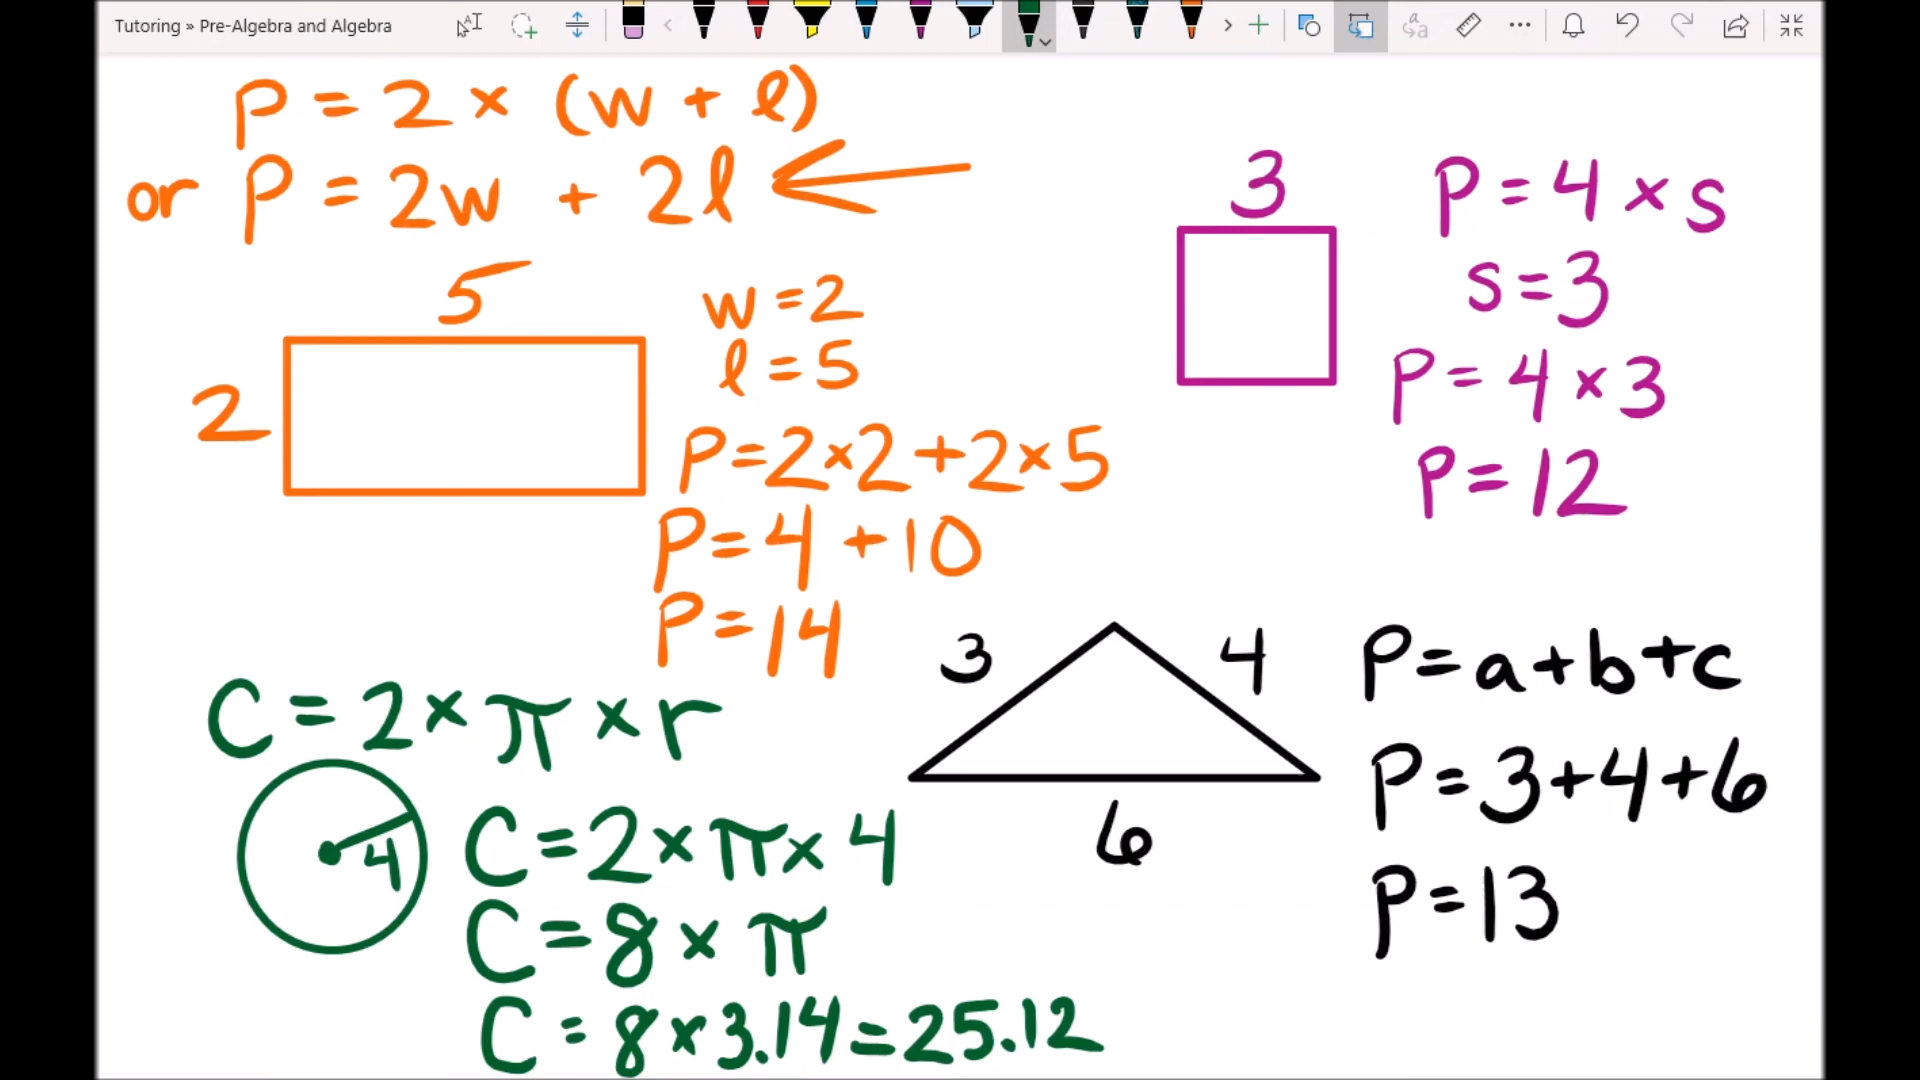 Tutoring » Pre-Algebra and Algebra
P = 2 × (w + l)
or P = 2w + 2l
5
2
w = 2
l = 5
P = 2×2 + 2×5
P = 4 + 10
P = 14
3
P = 4 × s
s = 3
P = 4 × 3
P = 12
C = 2 × π × r
4
C = 2 × π × 4
C = 8 × π
C = 8 × 3.14 = 25.12
3
4
6
P = a + b + c
P = 3 + 4 + 6
P = 13